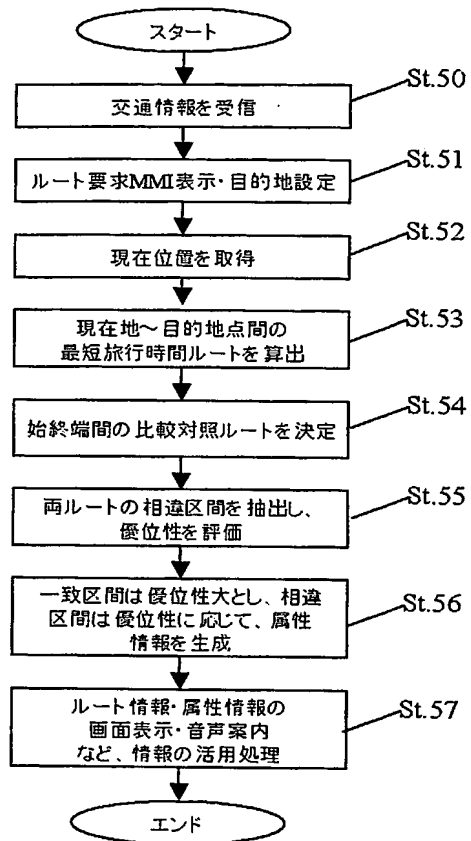 スタート
St.50
交通情報を受信
St.51
ルート要求MMI表示・目的地設定
St.52
現在位置を取得
St.53
現在地～目的地点間の
最短旅行時間ルートを算出
St.54
始終端間の比較対照ルートを決定
St.55
両ルートの相違区間を抽出し、
優位性を評価
St.56
一致区間は優位性大とし、相違
区間は優位性に応じて、属性
情報を生成
St.57
ルート情報・属性情報の
画面表示・音声案内
など、情報の活用処理
エンド